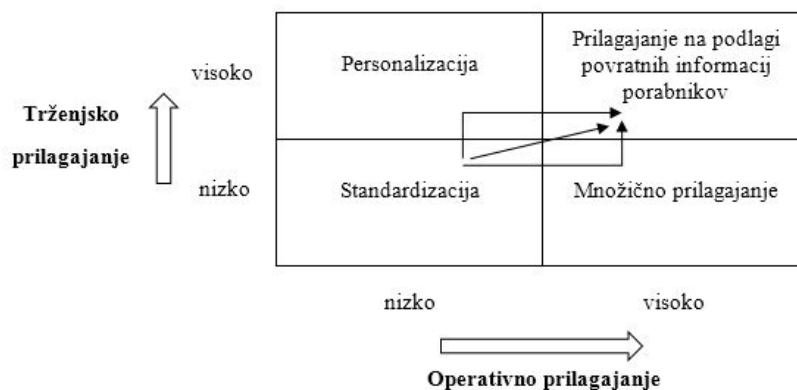 visoko
Trženjsko
prilagajanje
nizko
Personalizacija
Prilagajanje na podlagi
povratnih informacij
porabnikov
Standardizacija
Množično prilagajanje
nizko
visoko
Operativno prilagajanje